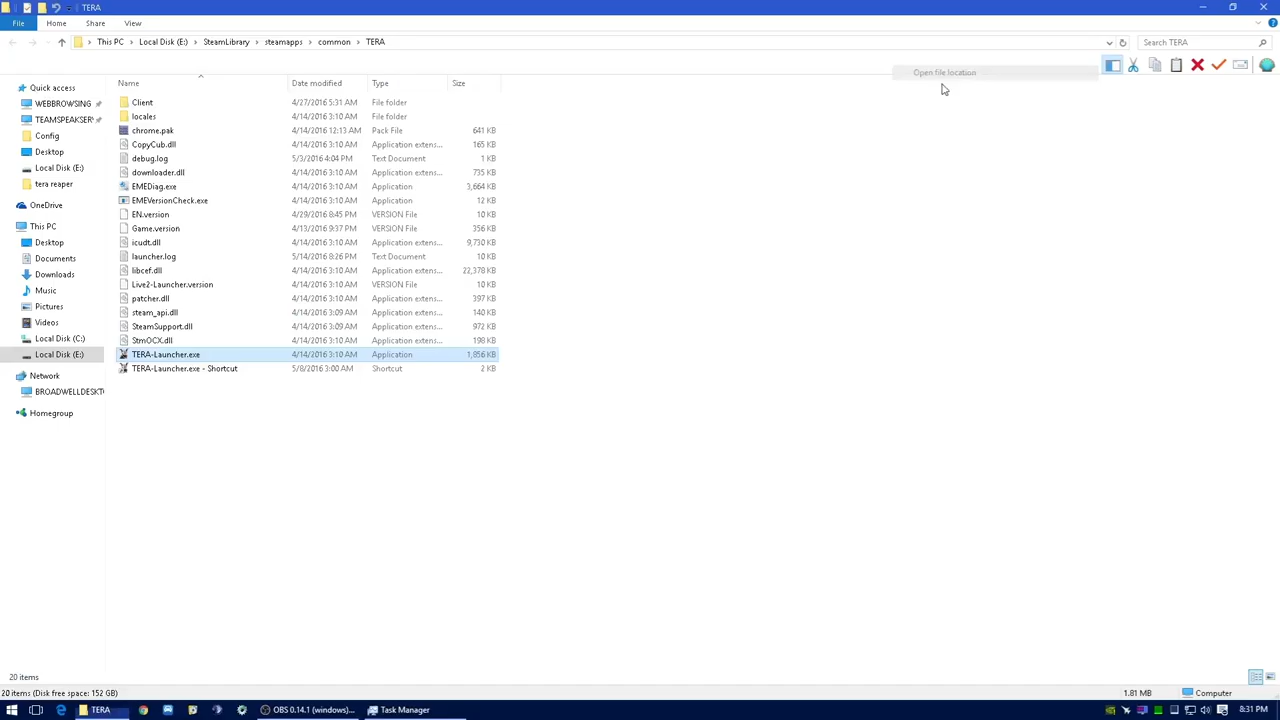 TERA
File Home Share View
This PC Local Disk (E:) SteamLibrary steamapps common TERA Search TERA
Open file location
Name Date modified Type Size
Quick access
WEBBROWSING
TEAMSPEAKSER
Config
Desktop
Local Disk (E:)
tera reaper
OneDrive
This PC
Desktop
Documents
Downloads
Music
Pictures
Videos
Local Disk (C:)
Local Disk (E:)
Network
BROADWELLDESKT
Homegroup
Client 4/27/2016 5:31 AM File folder
locales 4/14/2016 3:10 AM File folder
chrome.pak 4/14/2016 12:13 AM Pack File 641 KB
CopyCub.dll 4/14/2016 3:10 AM Application extens... 165 KB
debug.log 5/3/2016 4:04 PM Text Document 1 KB
downloader.dll 4/14/2016 3:10 AM Application extens... 735 KB
EMEDiag.exe 4/14/2016 3:10 AM Application 3,664 KB
EMEVersionCheck.exe 4/14/2016 3:10 AM Application 12 KB
EN.version 4/29/2016 8:45 PM VERSION File 10 KB
Game.version 4/13/2016 9:37 PM VERSION File 356 KB
icudt.dll 4/14/2016 3:10 AM Application extens... 9,730 KB
launcher.log 5/14/2016 8:26 PM Text Document 10 KB
libcef.dll 4/14/2016 3:10 AM Application extens... 22,378 KB
Live2-Launcher.version 4/14/2016 3:10 AM VERSION File 10 KB
patcher.dll 4/14/2016 3:10 AM Application extens... 397 KB
steam_api.dll 4/14/2016 3:09 AM Application extens... 140 KB
SteamSupport.dll 4/14/2016 3:09 AM Application extens... 972 KB
StmOCX.dll 4/14/2016 3:10 AM Application extens... 198 KB
TERA-Launcher.exe 4/14/2016 3:10 AM Application 1,856 KB
TERA-Launcher.exe - Shortcut 5/8/2016 3:00 AM Shortcut 2 KB
20 items
20 items (Disk free space: 152 GB) 1.81 MB Computer
TERA OBS 0.14.1 (windows)... Task Manager 8:31 PM